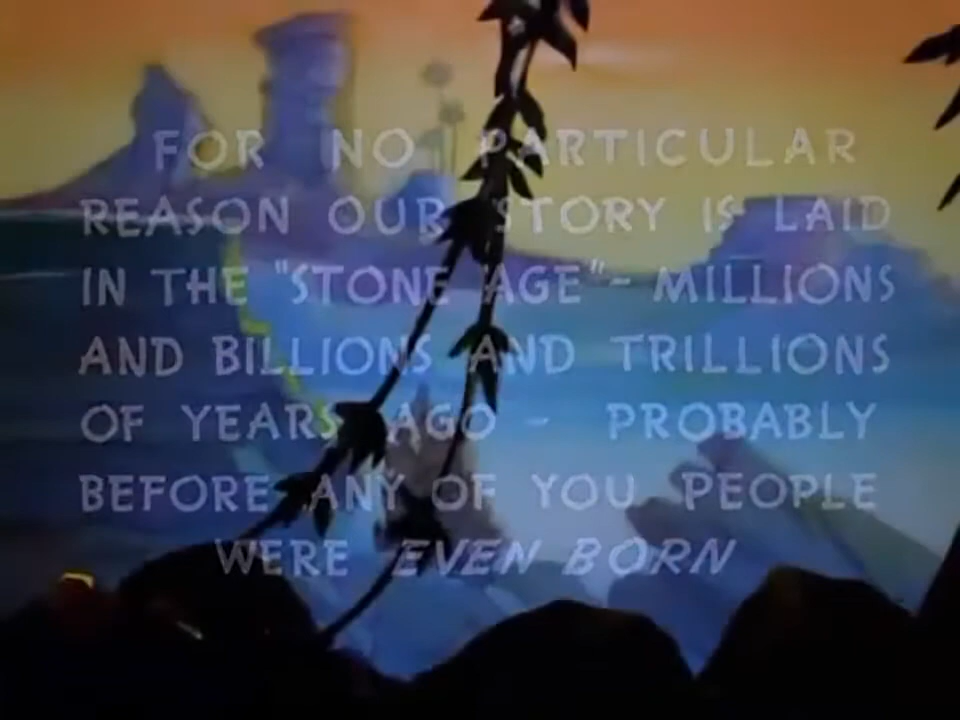 FOR NO PARTICULAR
REASON OUR STORY IS LAID
IN THE "STONE AGE" - MILLIONS
AND BILLIONS AND TRILLIONS
OF YEARS AGO - PROBABLY
BEFORE ANY OF YOU PEOPLE
WERE EVEN BORN